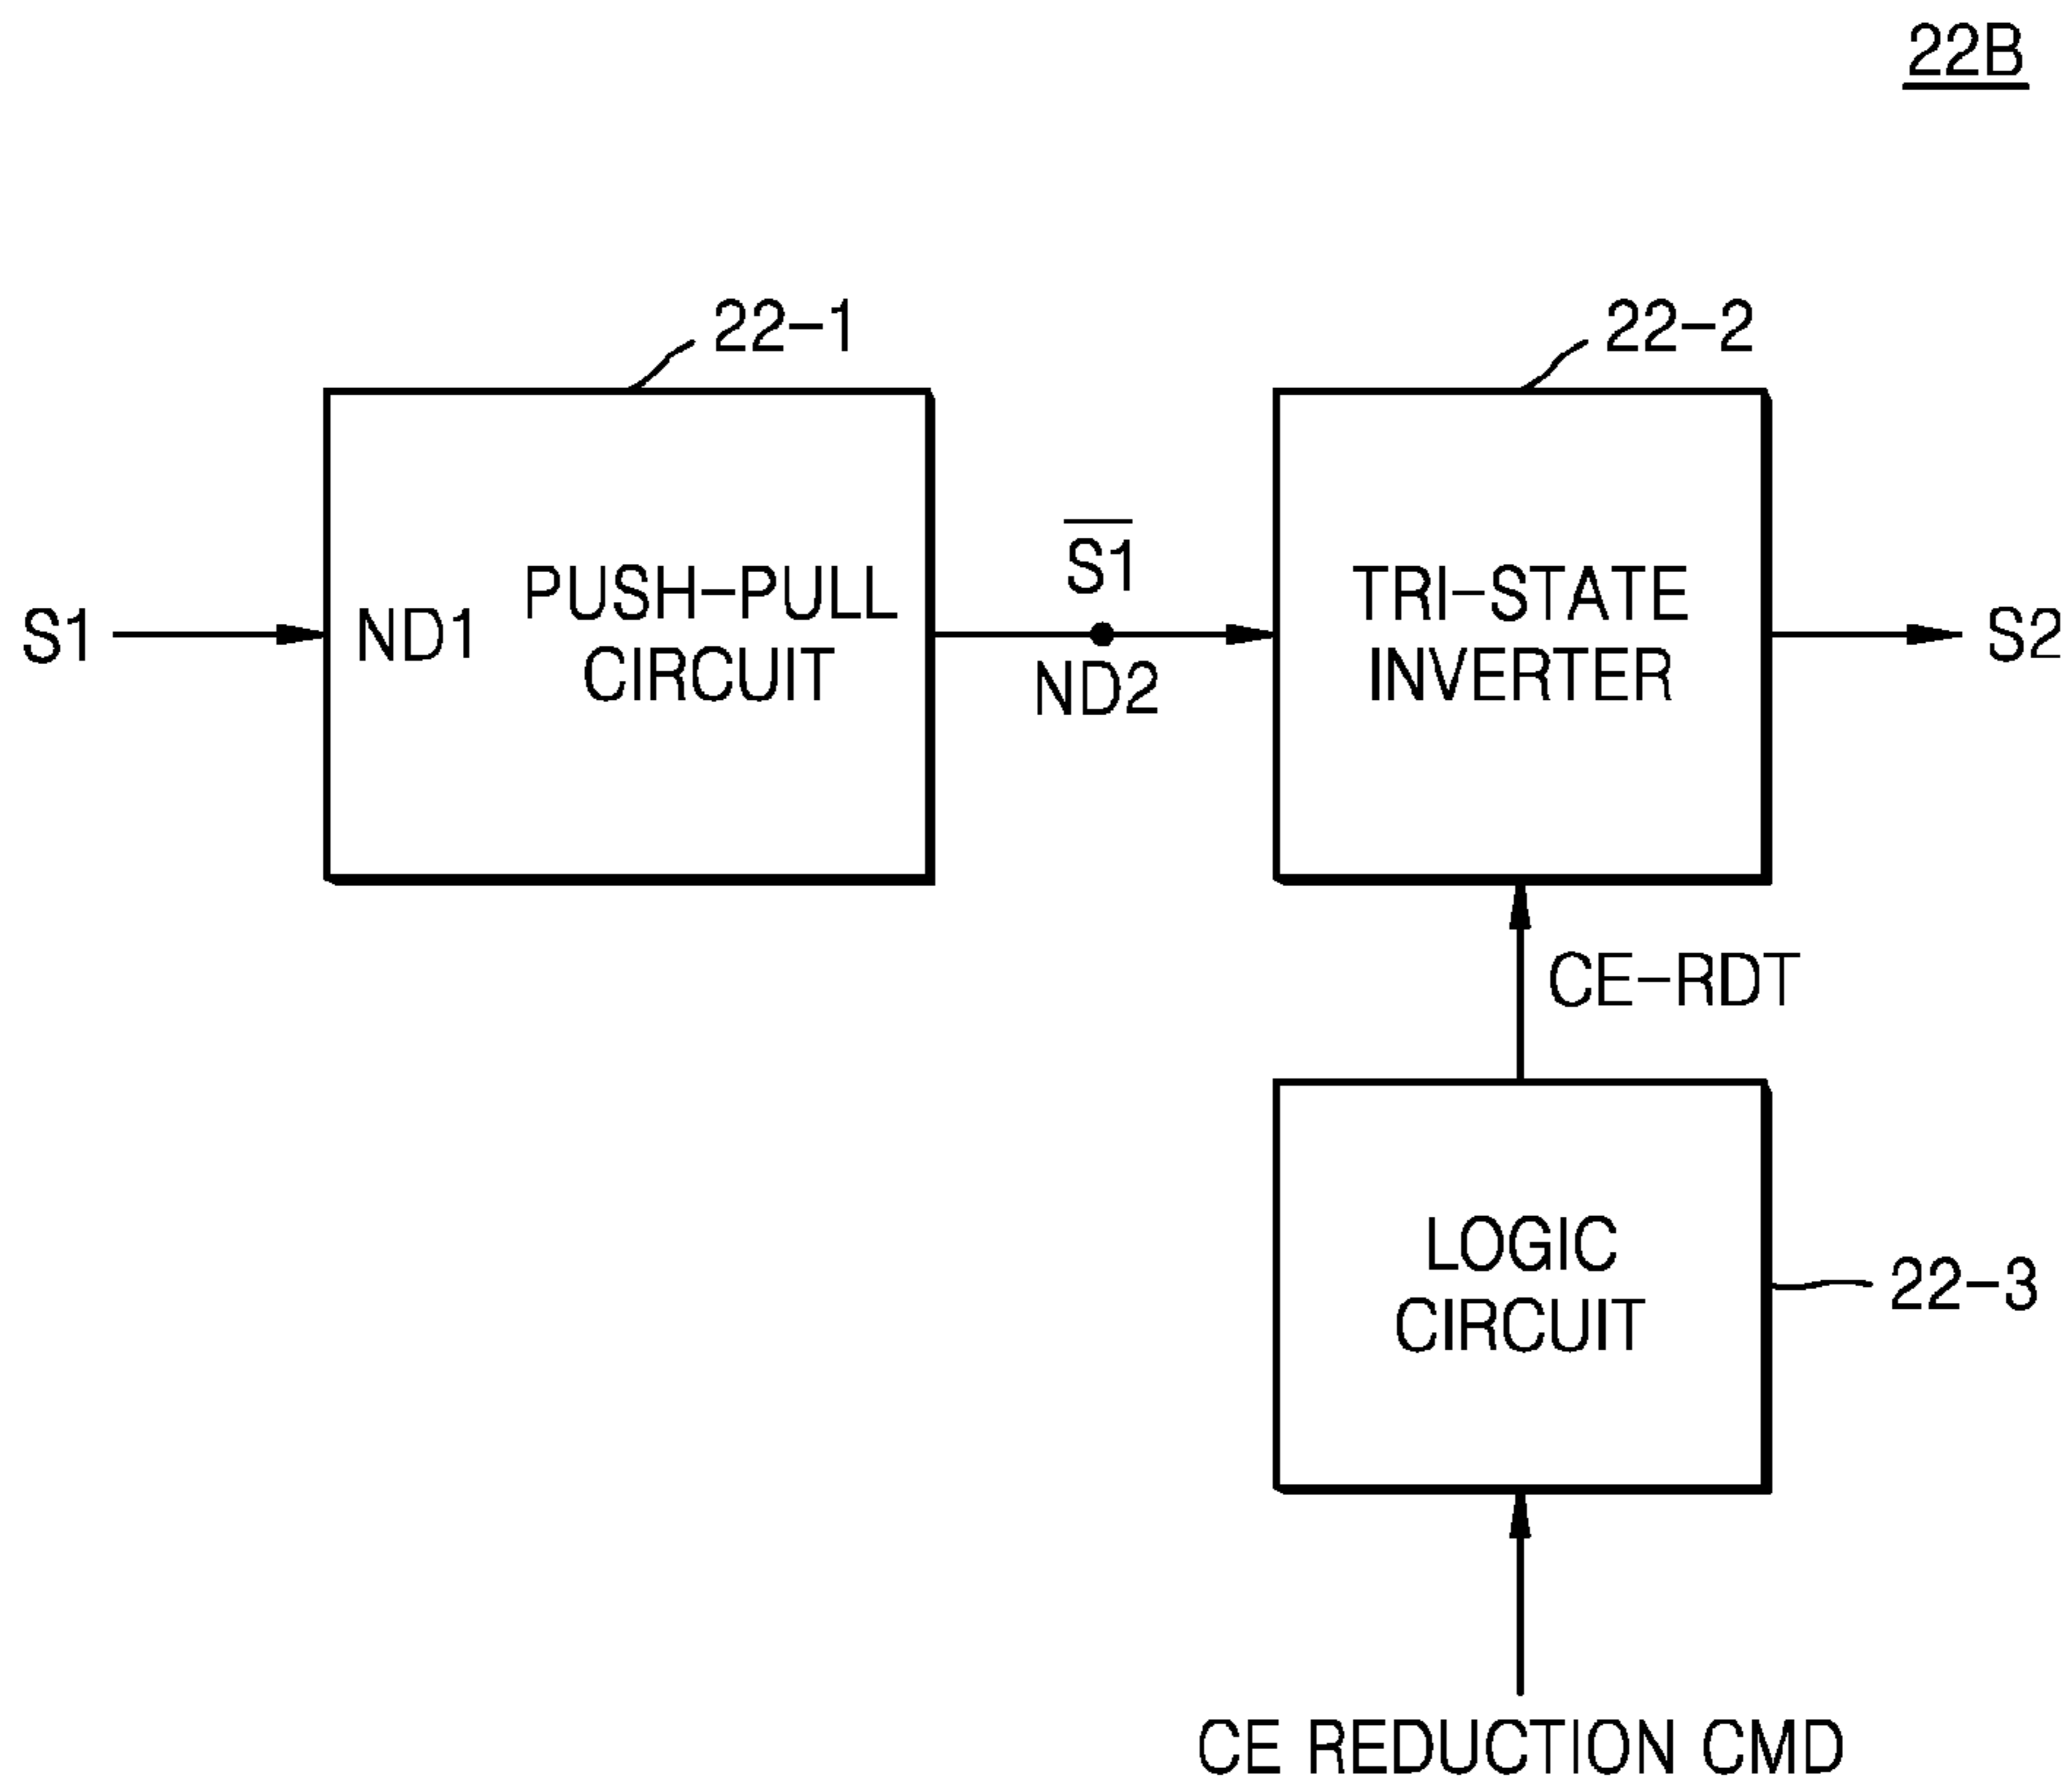 22B
22-1
22-2
S1
ND1
PUSH-PULL
CIRCUIT
S̅1̅
ND2
TRI-STATE
INVERTER
S2
CE-RDT
LOGIC
CIRCUIT
22-3
CE REDUCTION CMD